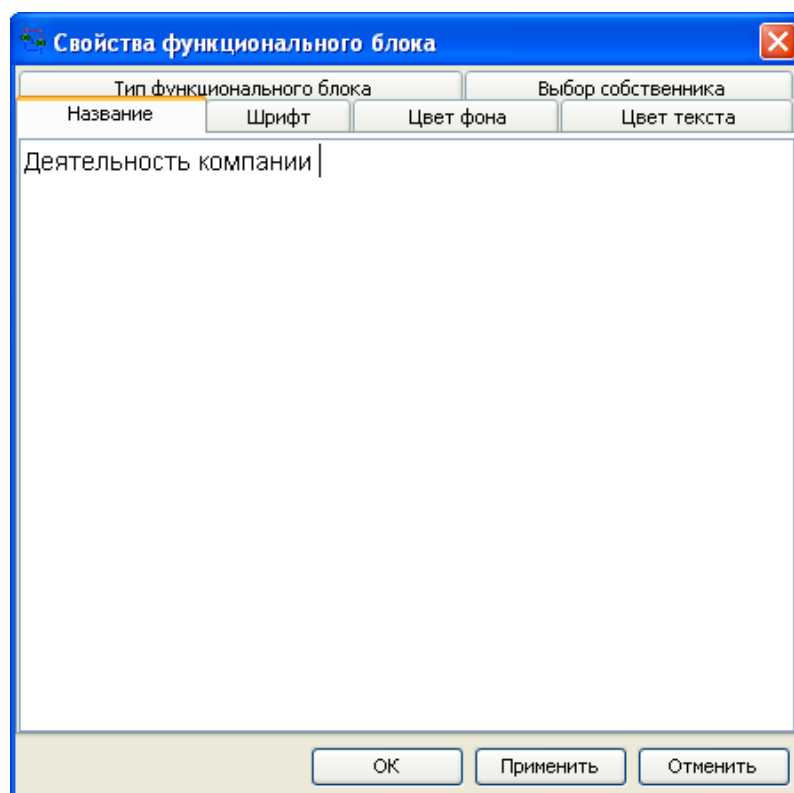 Свойства функционального блока
Тип функционального блока Выбор собственника
Название Шрифт Цвет фона Цвет текста
Деятельность компании
OK Применить Отменить